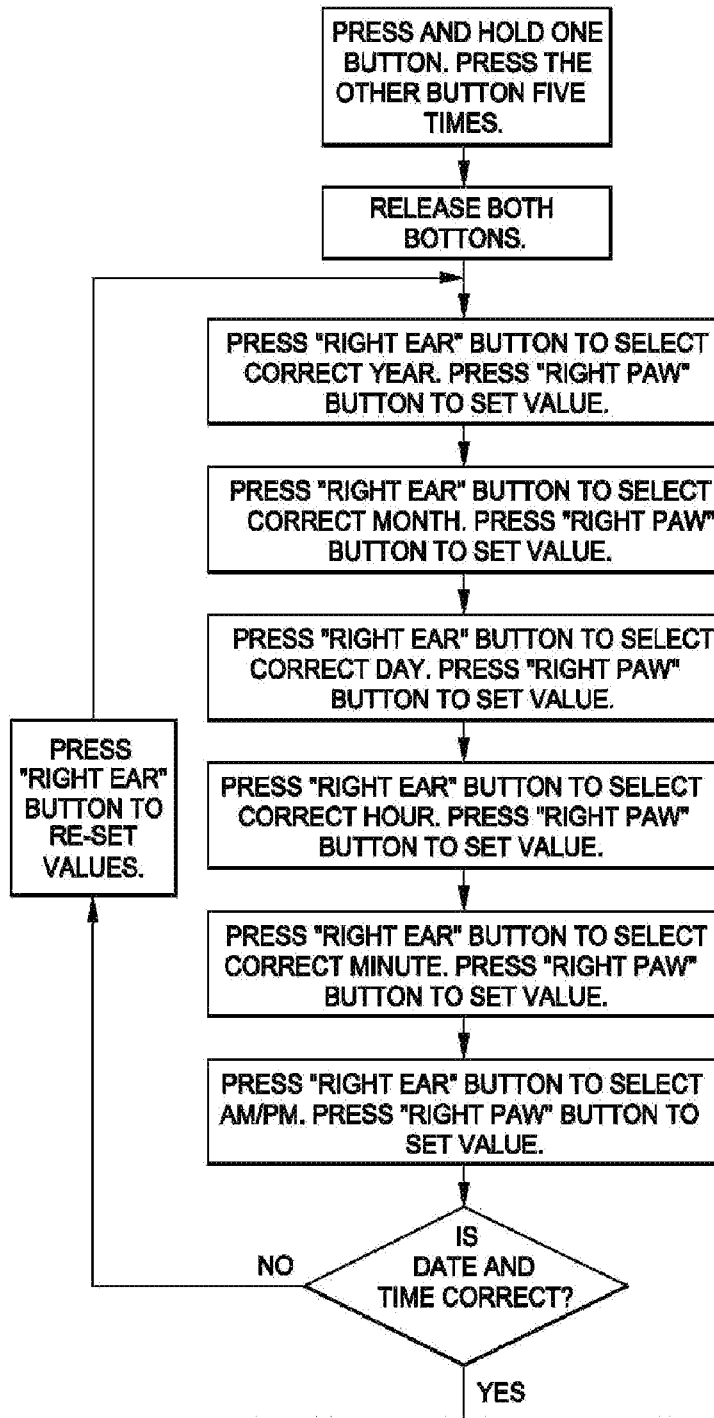 PRESS AND HOLD ONE
BUTTON. PRESS THE
OTHER BUTTON FIVE
TIMES.
RELEASE BOTH
BOTTONS.
PRESS "RIGHT EAR" BUTTON TO SELECT
CORRECT YEAR. PRESS "RIGHT PAW"
BUTTON TO SET VALUE.
PRESS "RIGHT EAR" BUTTON TO SELECT
CORRECT MONTH. PRESS "RIGHT PAW"
BUTTON TO SET VALUE.
PRESS "RIGHT EAR" BUTTON TO SELECT
CORRECT DAY. PRESS "RIGHT PAW"
BUTTON TO SET VALUE.
PRESS
"RIGHT EAR"
BUTTON TO
RE-SET
VALUES.
PRESS "RIGHT EAR" BUTTON TO SELECT
CORRECT HOUR. PRESS "RIGHT PAW"
BUTTON TO SET VALUE.
PRESS "RIGHT EAR" BUTTON TO SELECT
CORRECT MINUTE. PRESS "RIGHT PAW"
BUTTON TO SET VALUE.
PRESS "RIGHT EAR" BUTTON TO SELECT
AM/PM. PRESS "RIGHT PAW" BUTTON TO
SET VALUE.
IS
DATE AND
TIME CORRECT?
NO
YES